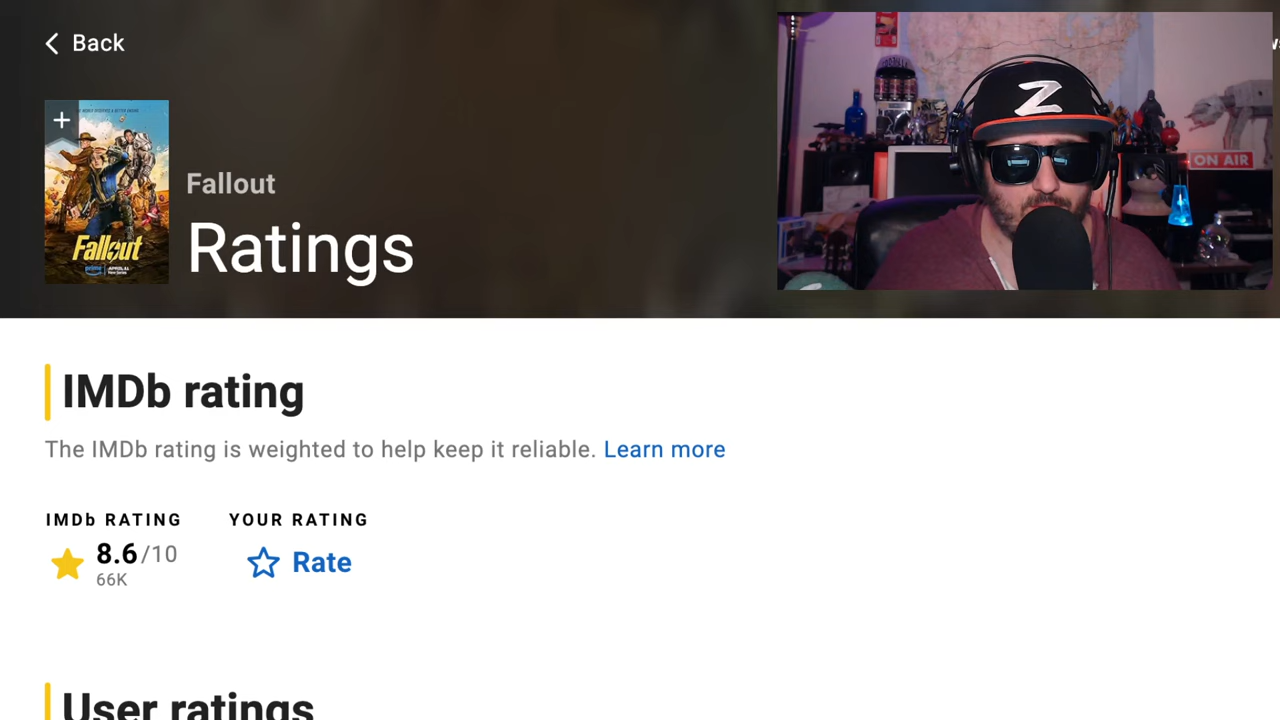 Back
Fallout
Ratings
Fallout
prime
ON AIR
Z
IMDb rating
The IMDb rating is weighted to help keep it reliable. Learn more
IMDb RATING
YOUR RATING
8.6/10
66K
Rate
User ratings